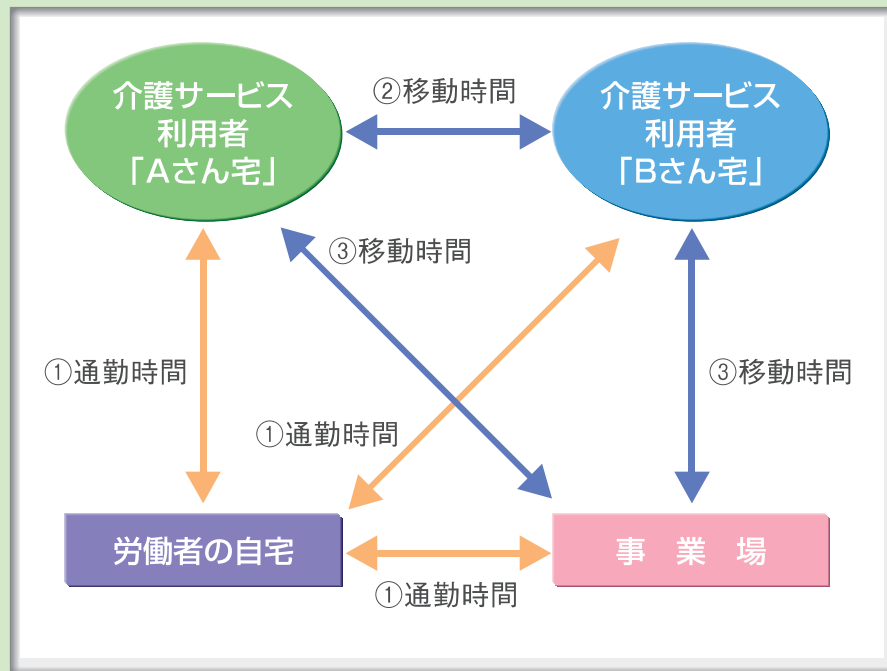 介護サービス
利用者
「Aさん宅」
②移動時間
介護サービス
利用者
「Bさん宅」
③移動時間
①通勤時間
③移動時間
①通勤時間
労働者の自宅
事 業 場
①通勤時間